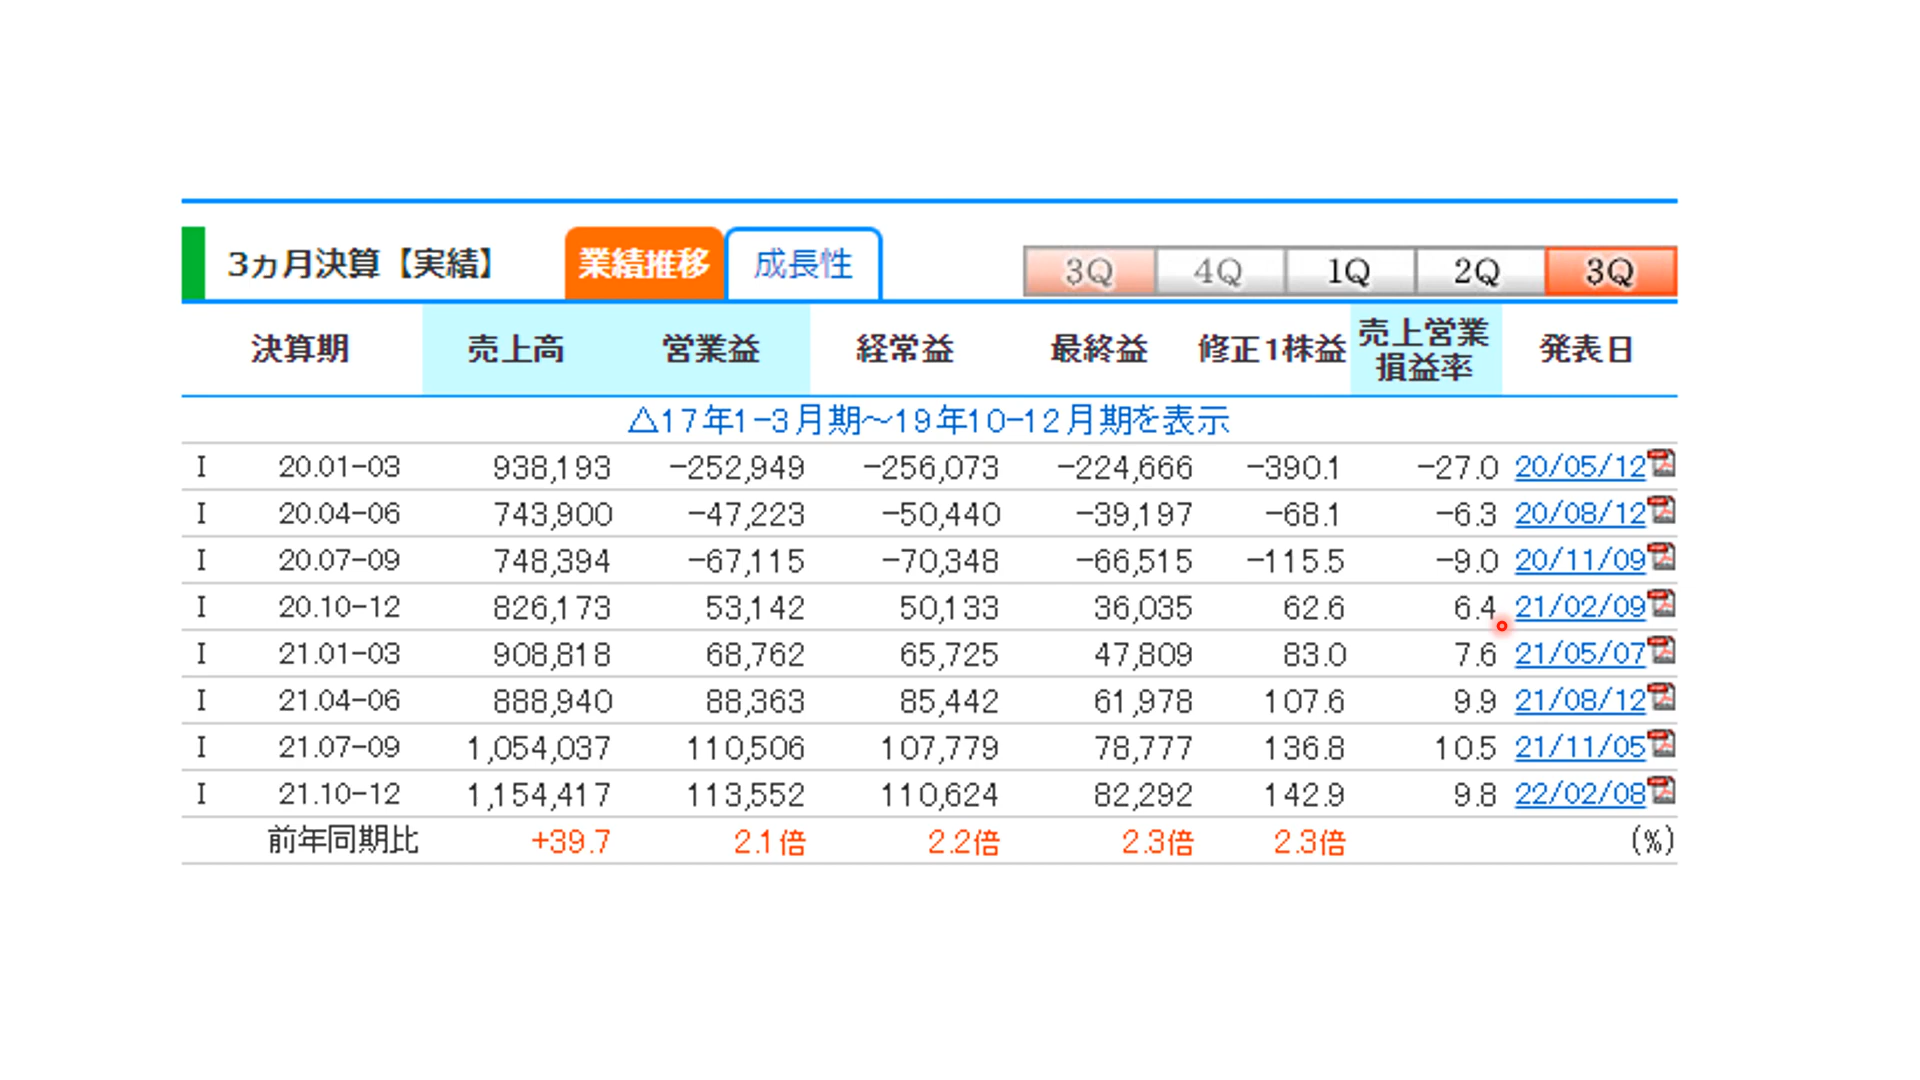 3ヵ月決算【実績】 業績推移 成長性 3Q 4Q 1Q 2Q 3Q
決算期 売上高 営業益 経常益 最終益 修正1株益 売上営業損益率 発表日
△17年1-3月期～19年10-12月期を表示
I 20.01-03 938,193 -252,949 -256,073 -224,666 -390.1 -27.0 20/05/12
I 20.04-06 743,900 -47,223 -50,440 -39,197 -68.1 -6.3 20/08/12
I 20.07-09 748,394 -67,115 -70,348 -66,515 -115.5 -9.0 20/11/09
I 20.10-12 826,173 53,142 50,133 36,035 62.6 6.4 21/02/09
I 21.01-03 908,818 68,762 65,725 47,809 83.0 7.6 21/05/07
I 21.04-06 888,940 88,363 85,442 61,978 107.6 9.9 21/08/12
I 21.07-09 1,054,037 110,506 107,779 78,777 136.8 10.5 21/11/05
I 21.10-12 1,154,417 113,552 110,624 82,292 142.9 9.8 22/02/08
前年同期比 +39.7 2.1倍 2.2倍 2.3倍 2.3倍 (%)